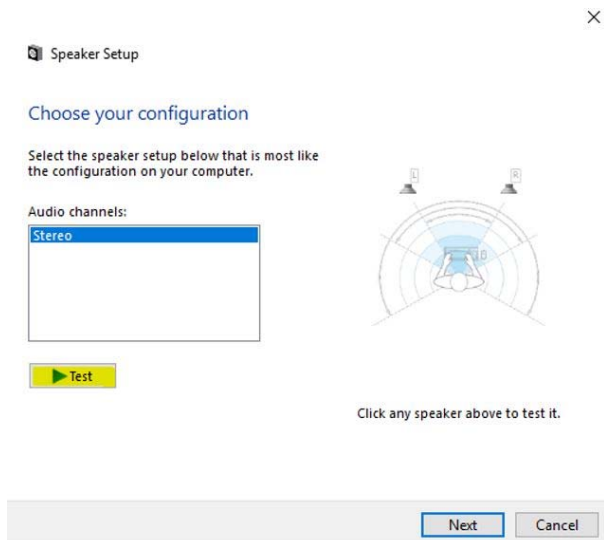 Speaker Setup
Choose your configuration
Select the speaker setup below that is most like
the configuration on your computer.
Audio channels:
Stereo
L
R
Test
Click any speaker above to test it.
Next
Cancel